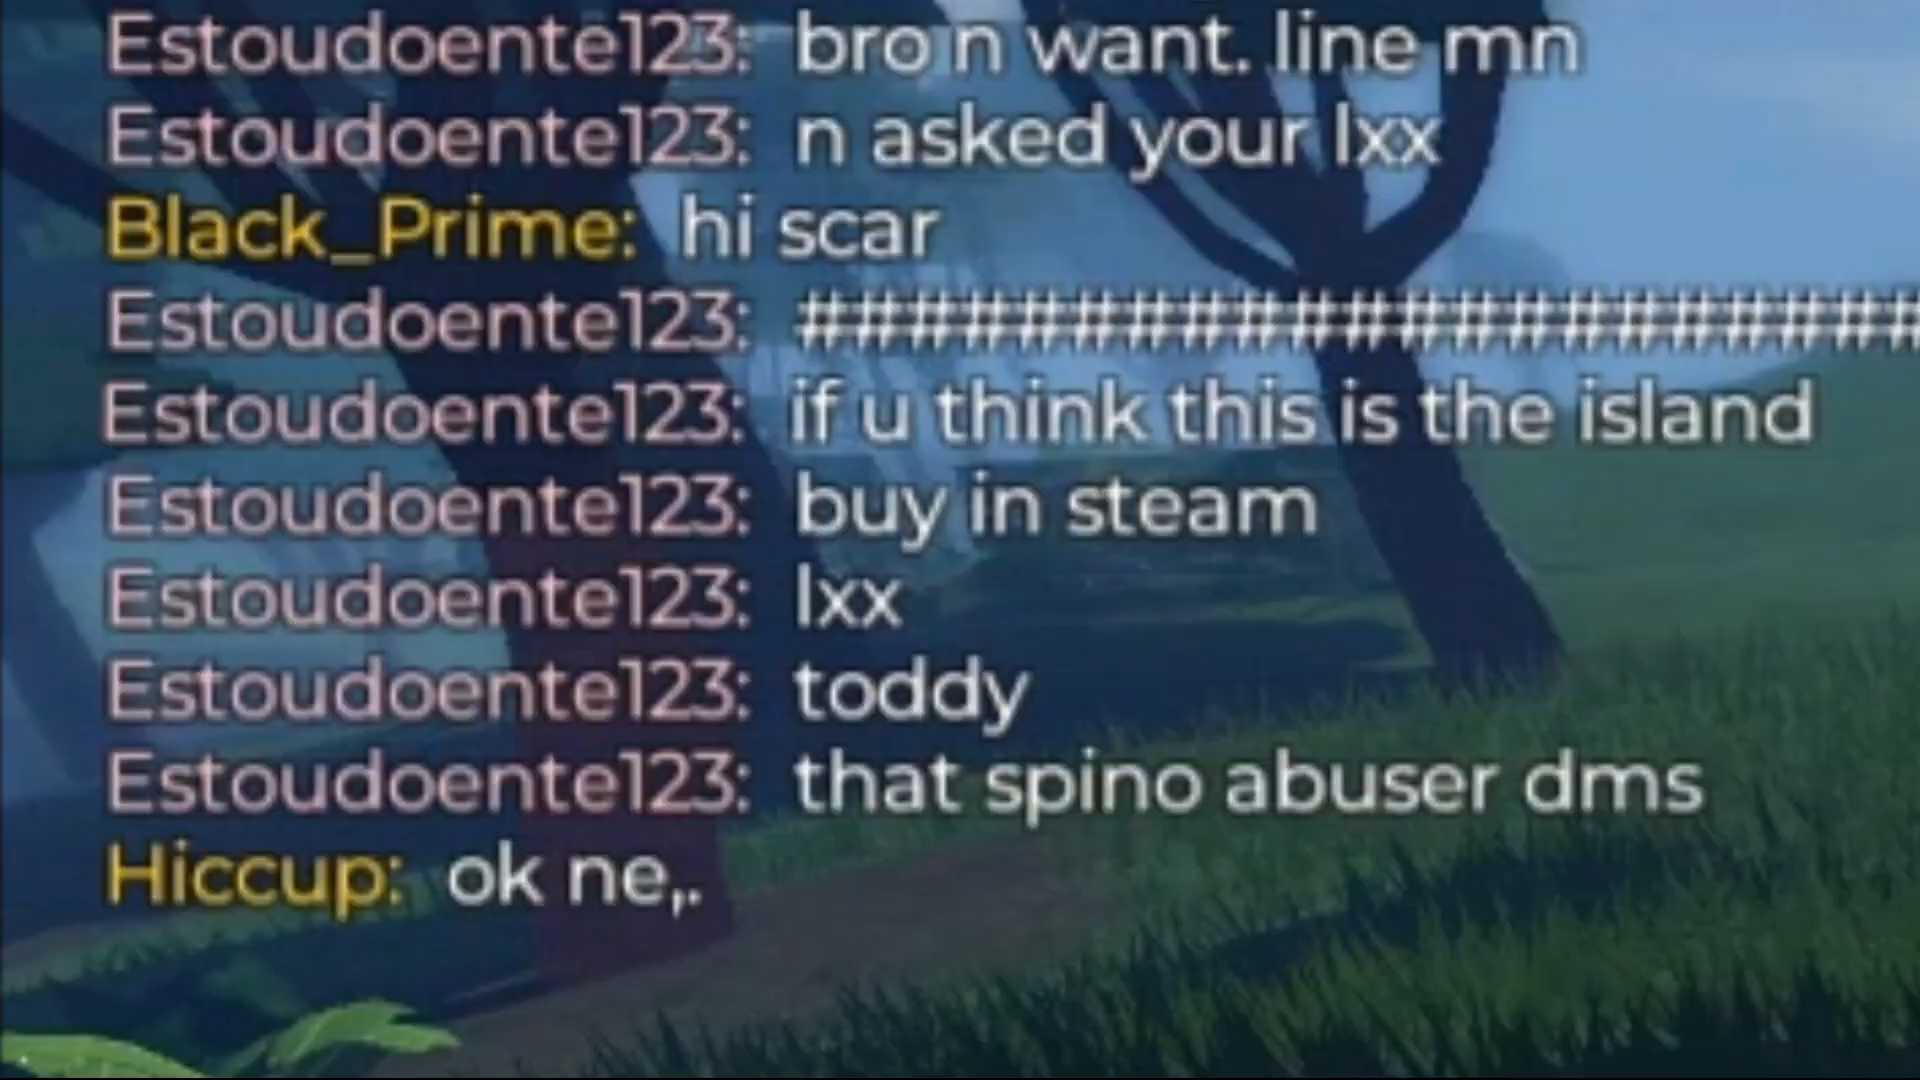 Estoudoente123: bro n want. line mn
Estoudoente123: n asked your lxx
Black_Prime: hi scar
Estoudoente123: #####################
Estoudoente123: if u think this is the island
Estoudoente123: buy in steam
Estoudoente123: lxx
Estoudoente123: toddy
Estoudoente123: that spino abuser dms
Hiccup: ok ne,.